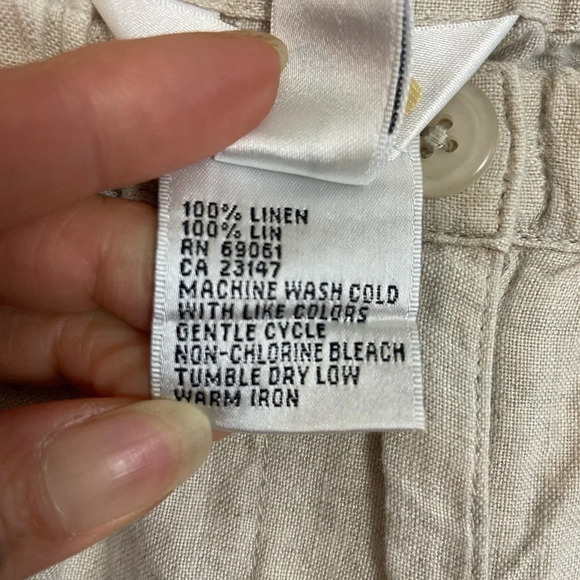 100% LINEN
100% LIN
RN 69061
CA 23147
MACHINE WASH COLD
WITH LIKE COLORS
GENTLE CYCLE
NON-CHLORINE BLEACH
TUMBLE DRY LOW
WARM IRON